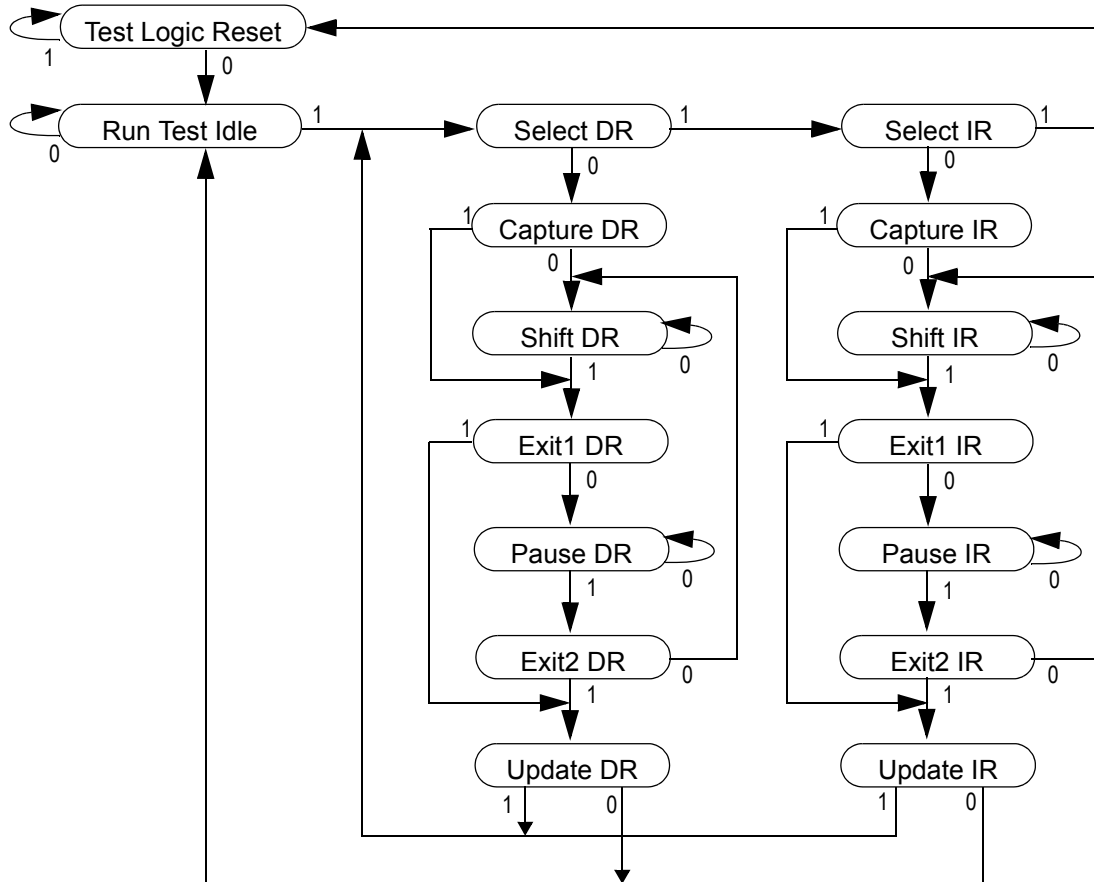 Test Logic Reset
1
0
Run Test Idle
0
1
Select DR
1
0
Select IR
1
0
1
Capture DR
0
1
Capture IR
0
Shift DR
0
1
Shift IR
0
1
1
Exit1 DR
0
1
Exit1 IR
0
Pause DR
0
1
Pause IR
0
1
Exit2 DR
0
1
Exit2 IR
0
1
Update DR
1
0
Update IR
1
0